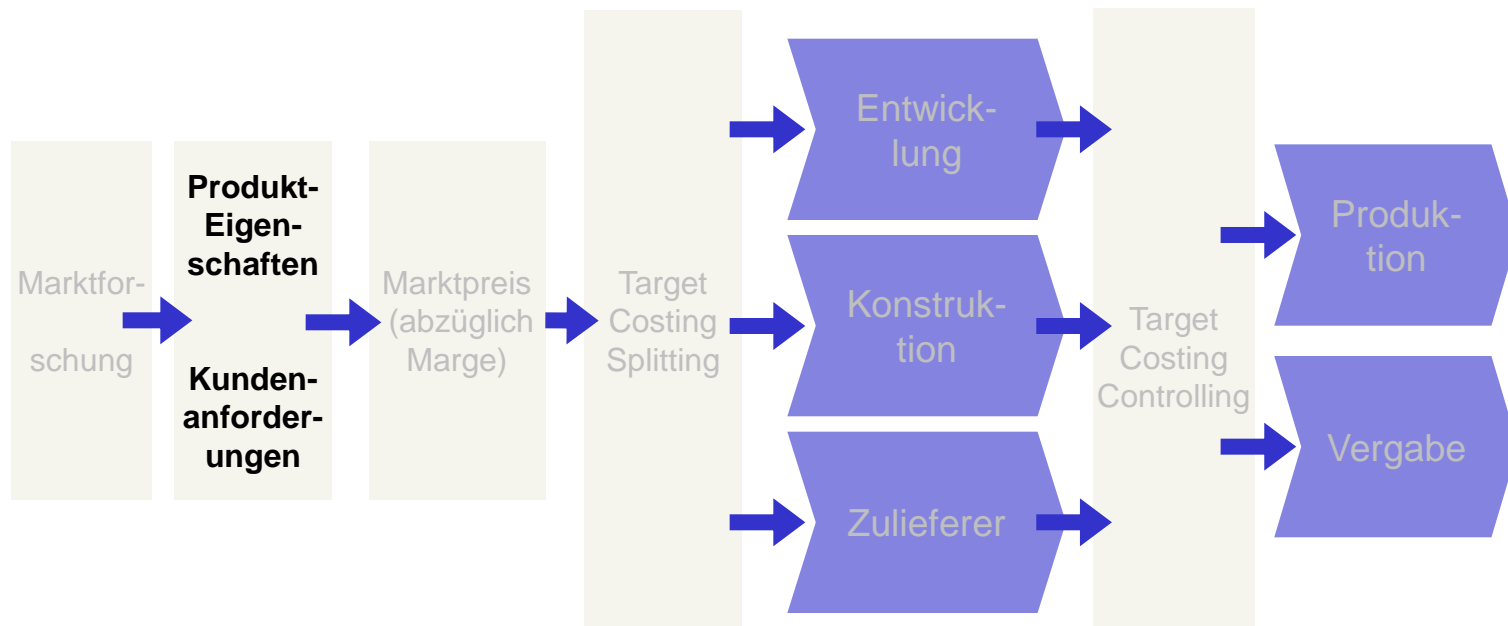 Marktfor-
schung
Produkt-
Eigen-
schaften
Kunden-
anforder-
ungen
Marktpreis
(abzüglich
Marge)
Target
Costing
Splitting
Entwick-
lung
Konstruk-
tion
Zulieferer
Target
Costing
Controlling
Produk-
tion
Vergabe